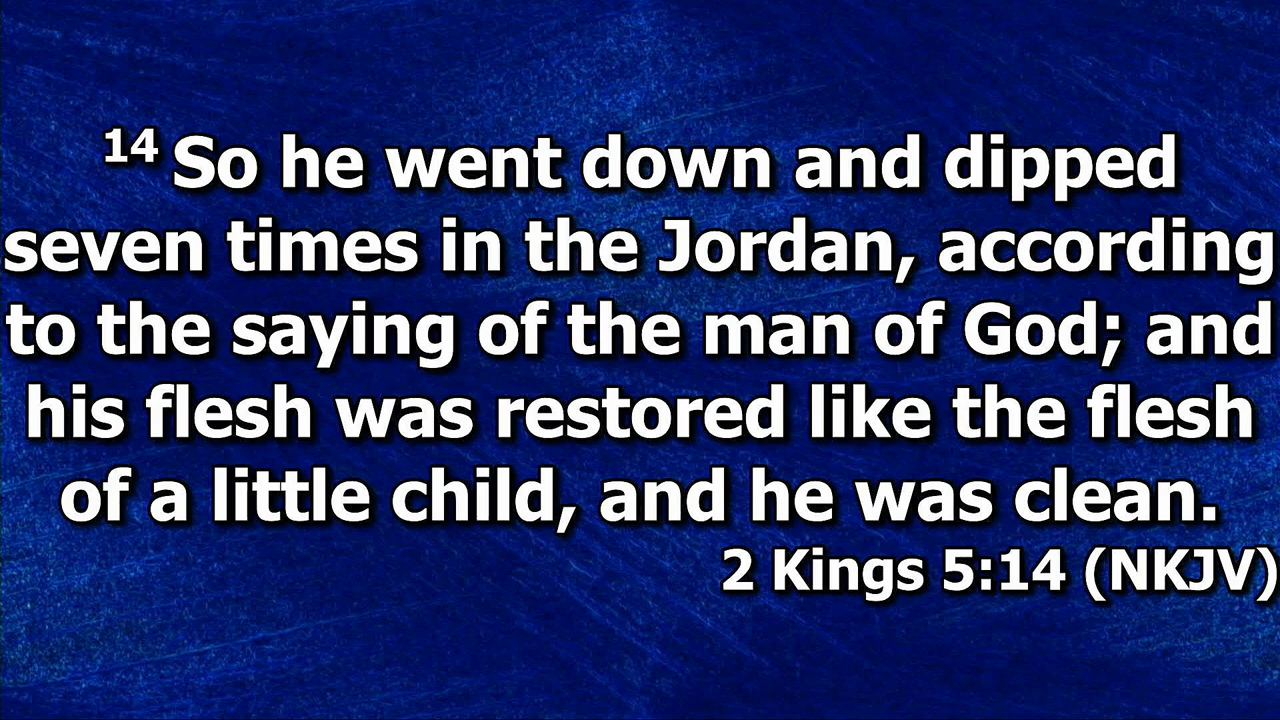 14 So he went down and dipped
seven times in the Jordan, according
to the saying of the man of God; and
his flesh was restored like the flesh
of a little child, and he was clean.
2 Kings 5:14 (NKJV)